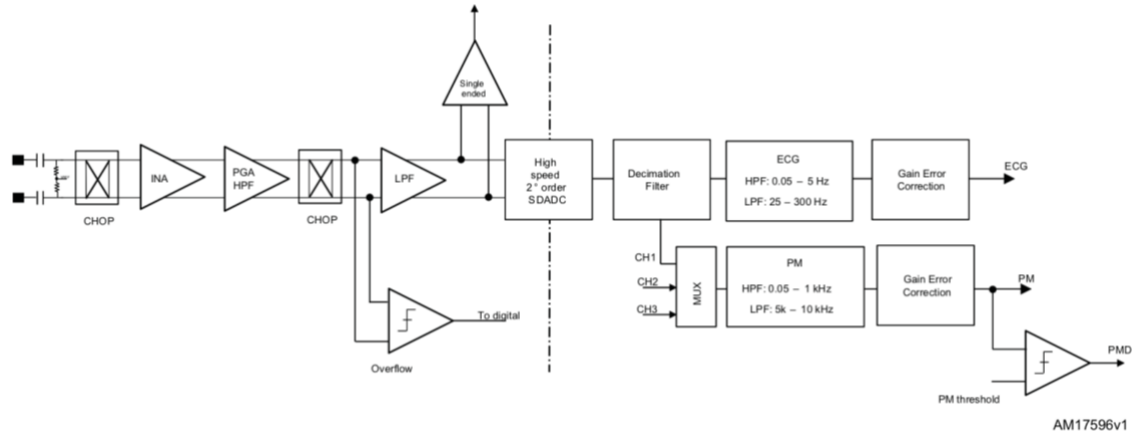 Single
ended
INA
PGA
HPF
LPF
CHOP
CHOP
High
speed
2° order
SDADC
Decimation
Filter
ECG
HPF: 0.05 – 5 Hz
LPF: 25 – 300 Hz
Gain Error
Correction
ECG
CH1
CH2
CH3
MUX
PM
HPF: 0.05 – 1 kHz
LPF: 5k – 10 kHz
Gain Error
Correction
PM
To digital
Overflow
PMD
PM threshold
AM17596v1